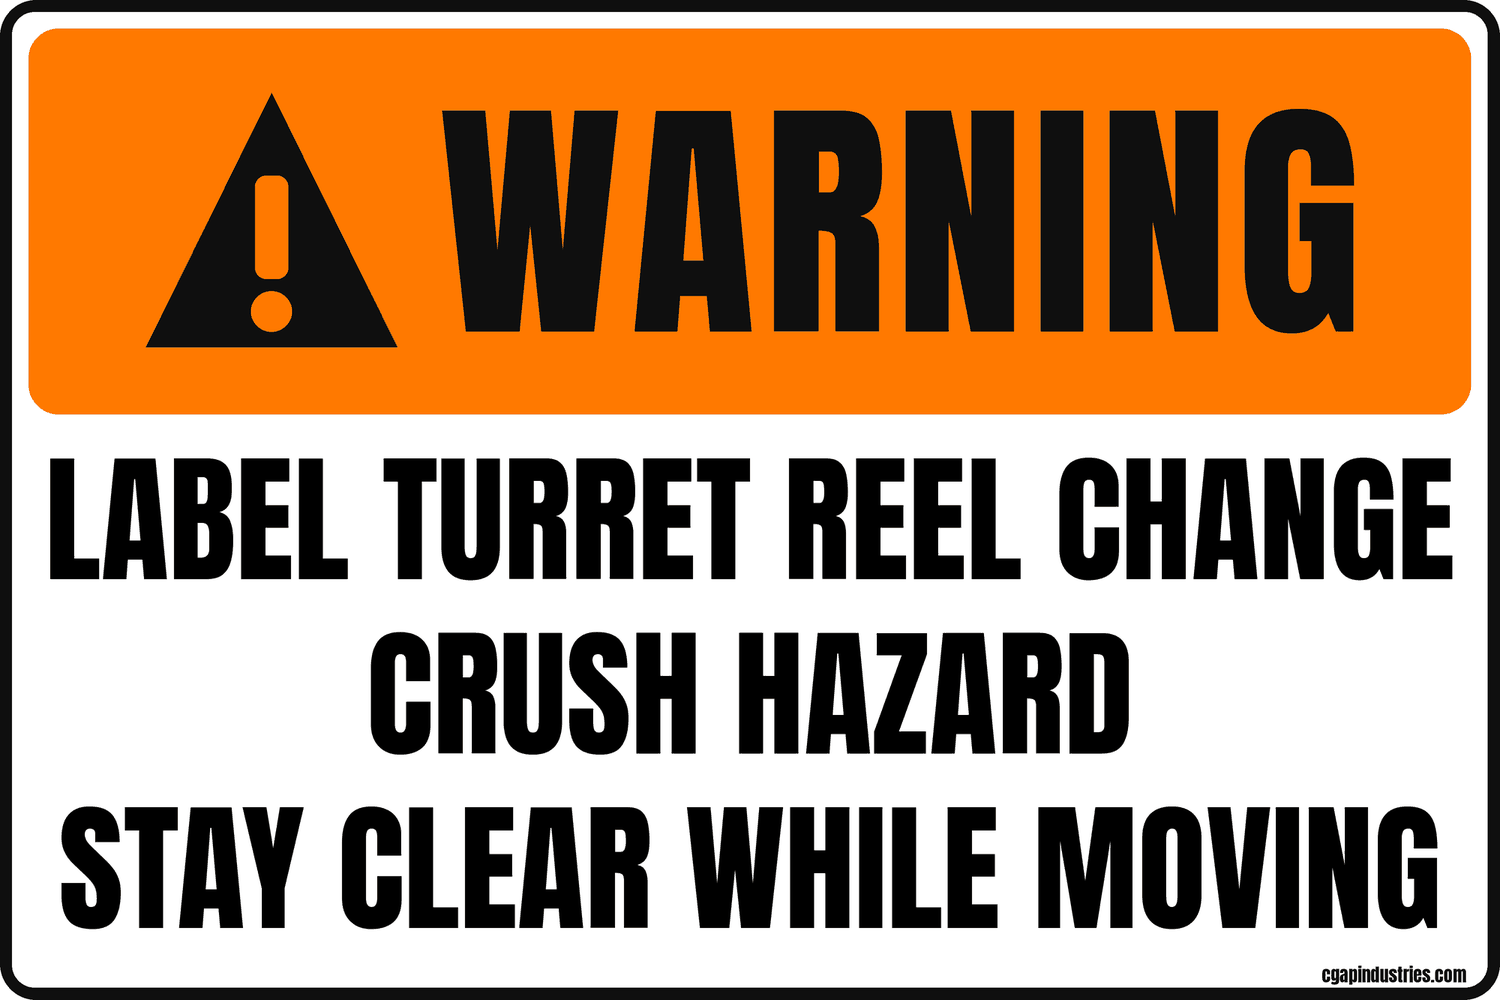 WARNING
LABEL TURRET REEL CHANGE
CRUSH HAZARD
STAY CLEAR WHILE MOVING
cgapindustries.com